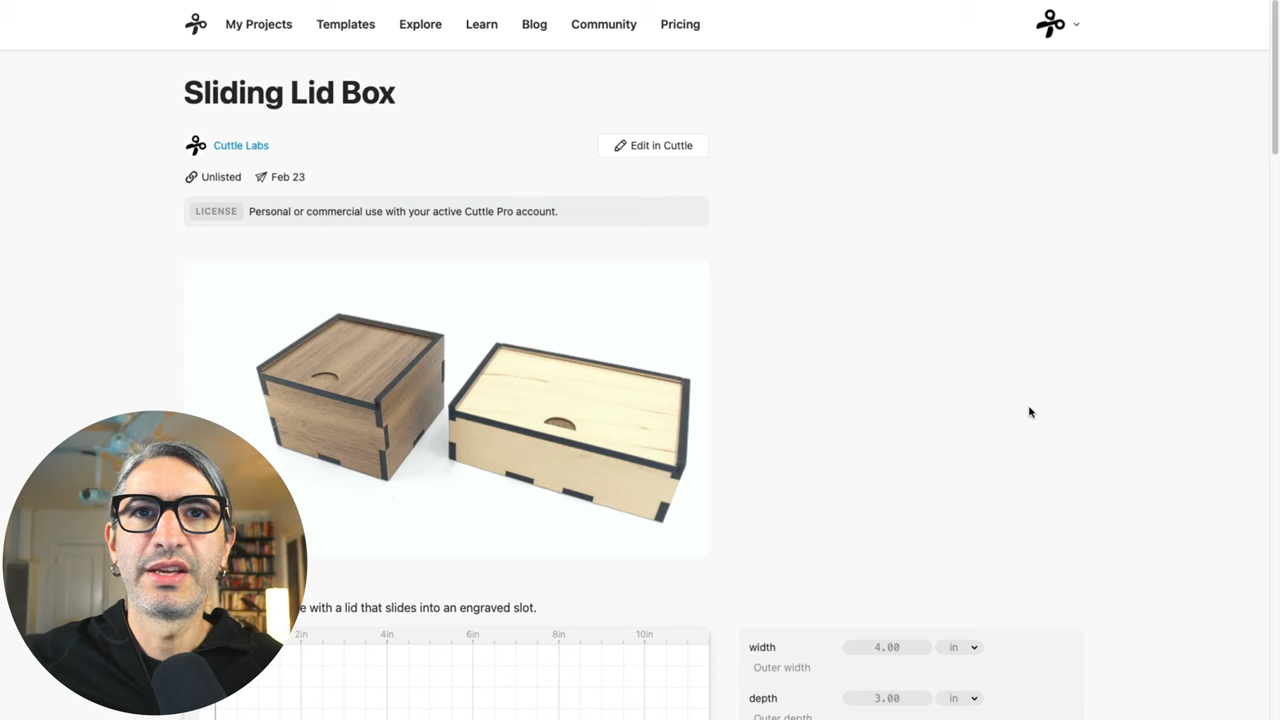 My Projects Templates Explore Learn Blog Community Pricing
Sliding Lid Box
Cuttle Labs
Edit in Cuttle
Unlisted Feb 23
LICENSE Personal or commercial use with your active Cuttle Pro account.
with a lid that slides into an engraved slot.
2in 4in 6in 8in 10in
width 4.00 in
Outer width
depth 3.00 in
Outer depth